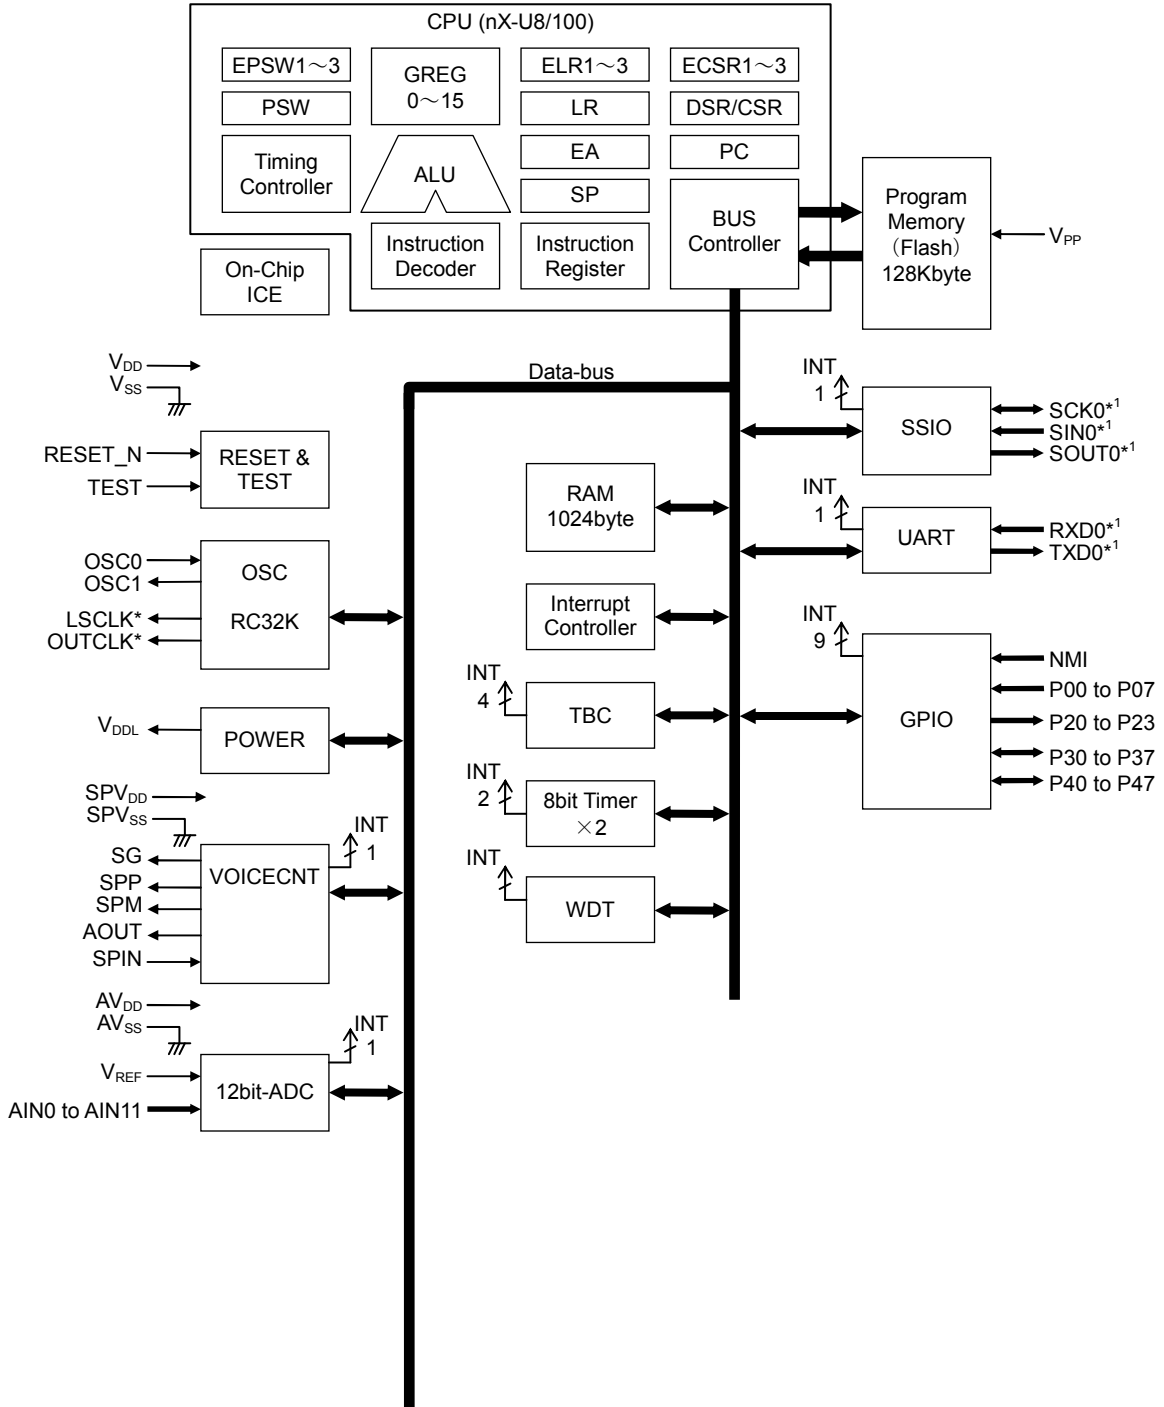 CPU (nX-U8/100)
EPSW1～3
GREG
0～15
ELR1～3
ECSR1～3
PSW
LR
DSR/CSR
Timing
Controller
ALU
EA
PC
SP
BUS
Controller
Instruction
Decoder
Instruction
Register
Program
Memory
(Flash)
128Kbyte
VPP
On-Chip
ICE
VDD
VSS
Data-bus
RESET_N
TEST
RESET &
TEST
OSC0
OSC1
LSCLK*
OUTCLK*
OSC
RC32K
VDDL
POWER
SPVDD
SPVSS
SG
SPP
SPM
AOUT
SPIN
VOICECNT
INT
1
AVDD
AVSS
VREF
AIN0 to AIN11
12bit-ADC
INT
1
RAM
1024byte
Interrupt
Controller
INT
4
TBC
INT
2
8bit Timer
×2
INT
WDT
INT
1
SSIO
SCK0*1
SIN0*1
SOUT0*1
INT
1
UART
RXD0*1
TXD0*1
INT
9
GPIO
NMI
P00 to P07
P20 to P23
P30 to P37
P40 to P47